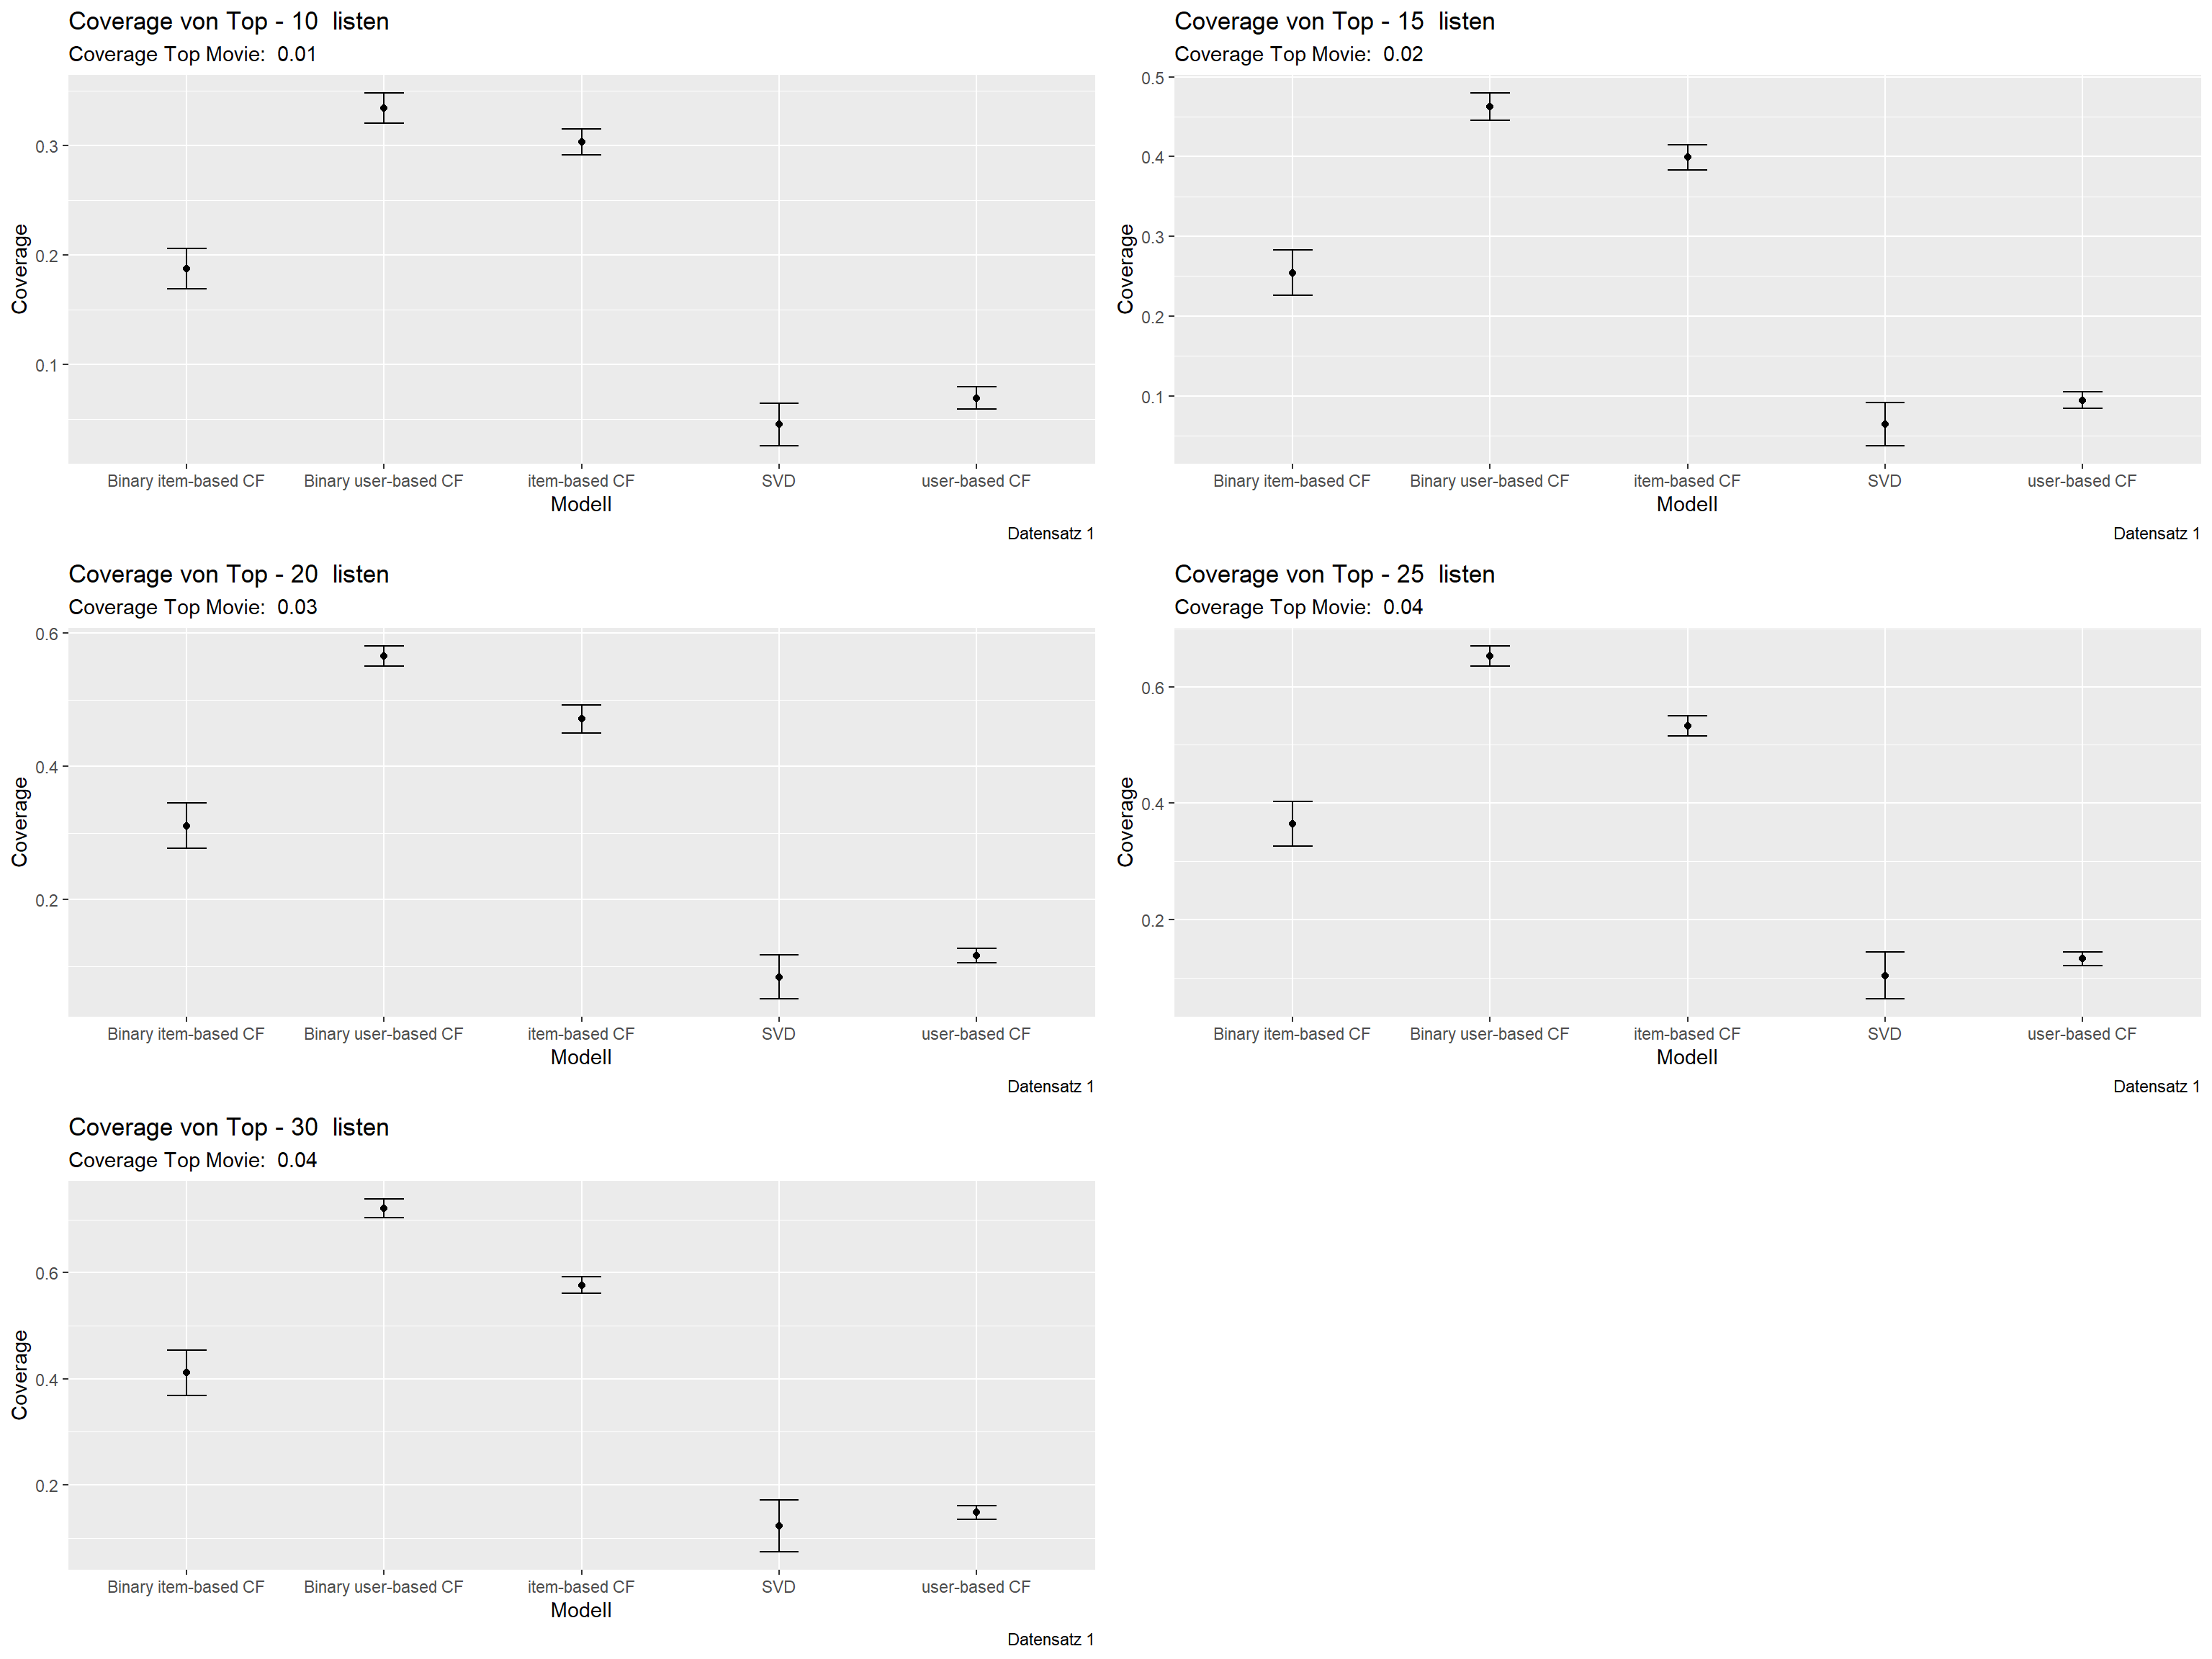 Coverage von Top - 10  listen
Coverage Top Movie:  0.01
Coverage
0.3
0.2
0.1
Binary item-based CF Binary user-based CF item-based CF SVD user-based CF
Modell
Datensatz 1
Coverage von Top - 15  listen
Coverage Top Movie:  0.02
Coverage
0.5
0.4
0.3
0.2
0.1
Binary item-based CF Binary user-based CF item-based CF SVD user-based CF
Modell
Datensatz 1
Coverage von Top - 20  listen
Coverage Top Movie:  0.03
Coverage
0.6
0.4
0.2
Binary item-based CF Binary user-based CF item-based CF SVD user-based CF
Modell
Datensatz 1
Coverage von Top - 25  listen
Coverage Top Movie:  0.04
Coverage
0.6
0.4
0.2
Binary item-based CF Binary user-based CF item-based CF SVD user-based CF
Modell
Datensatz 1
Coverage von Top - 30  listen
Coverage Top Movie:  0.04
Coverage
0.6
0.4
0.2
Binary item-based CF Binary user-based CF item-based CF SVD user-based CF
Modell
Datensatz 1